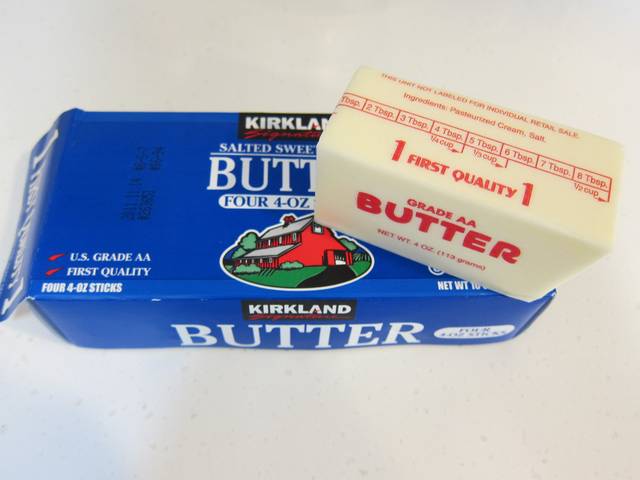 KIRKLAND
Signature
SALTED SWEET
BUTT
FOUR 4-OZ
U.S. GRADE AA
FIRST QUALITY
FOUR 4-OZ STICKS
NET WT
KIRKLAND
Signature
BUTTER
FOUR
4-OZ STICKS
THIS UNIT NOT LABELED FOR INDIVIDUAL RETAIL SALE.
Ingredients: Pasteurized Cream, Salt.
Tbsp. 2 Tbsp. 3 Tbsp. 4 Tbsp. 5 Tbsp. 6 Tbsp. 7 Tbsp. 8 Tbsp.
1/4 cup 1/3 cup 1/2 cup
1 FIRST QUALITY 1
GRADE AA
BUTTER
NET WT. 4 OZ. (113 grams)